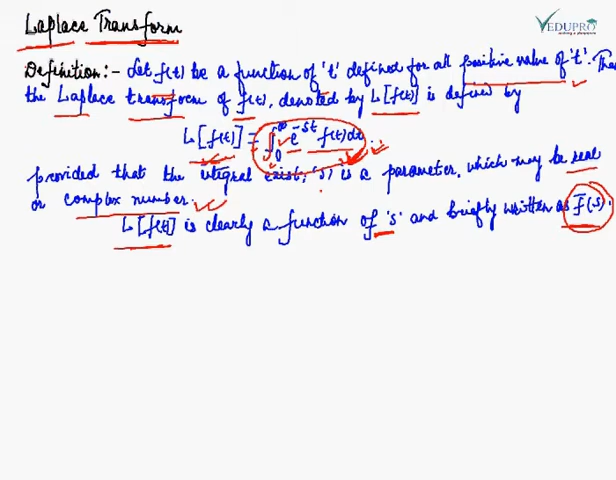 Laplace Transform
VEDUPRO
Definition:- Let f(t) be a function of 't' defined for all positive value of 't'. The
the Laplace transform of f(t), denoted by L[f(t)] is defined by
L[f(t)] = ∫₀^∞ e^-st f(t)dt
provided that the integral exist, 's' is a parameter, which may be real
or complex number.
L[f(t)] is clearly a function of 's' and briefly written as f̄(s).